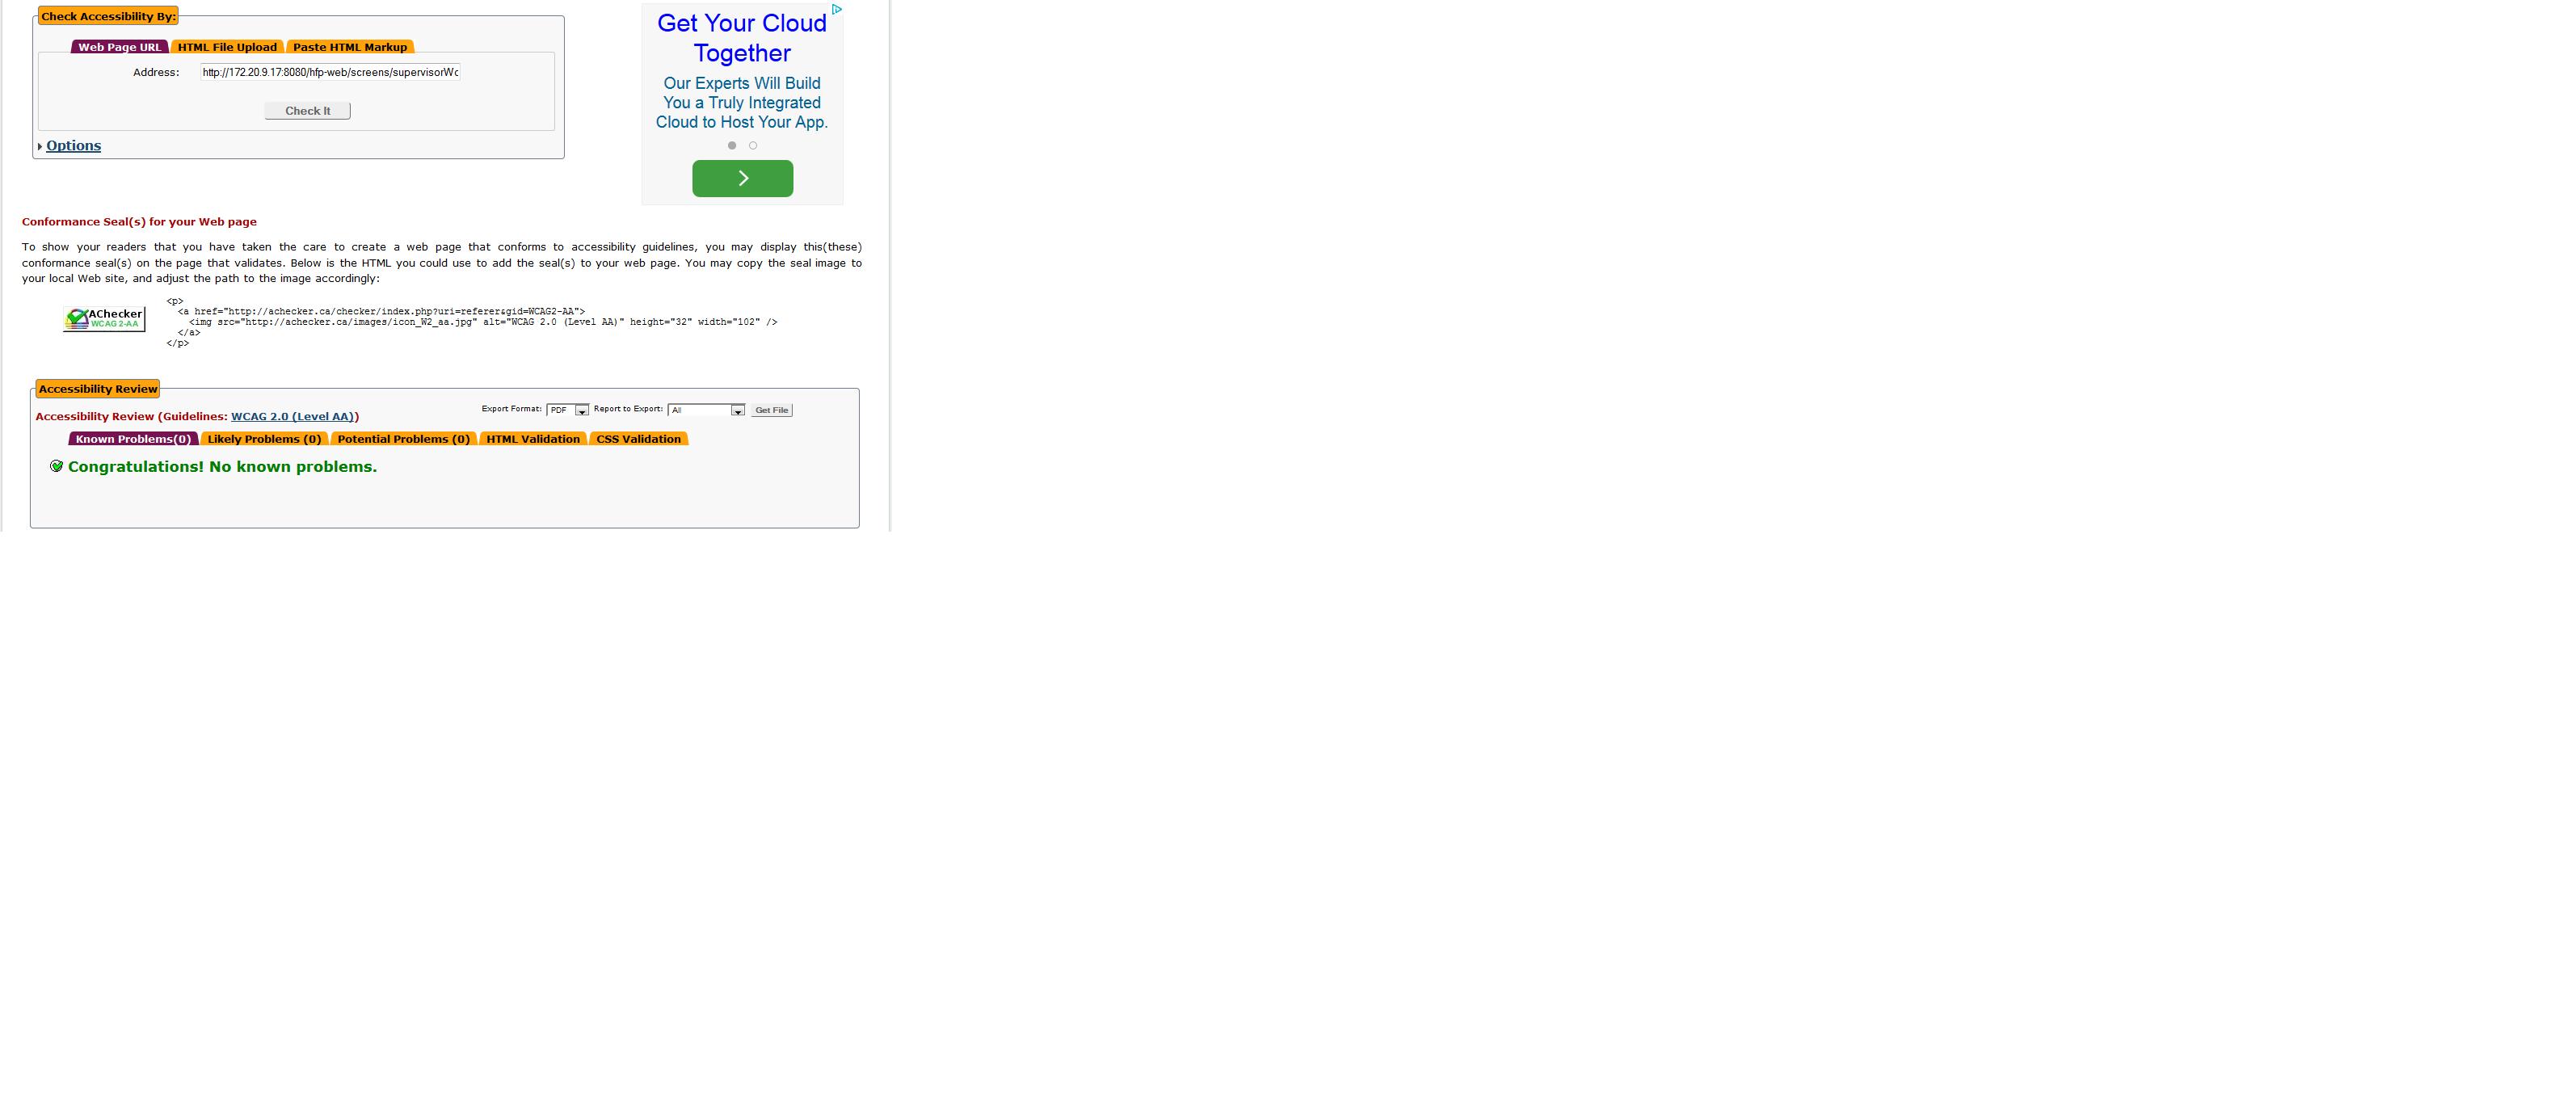 Check Accessibility By:
Web Page URL HTML File Upload Paste HTML Markup
Address: http://172.20.9.17:8080/hfp-web/screens/supervisorWc
Check It
Options
Get Your Cloud
Together
Our Experts Will Build
You a Truly Integrated
Cloud to Host Your App.
Conformance Seal(s) for your Web page
To show your readers that you have taken the care to create a web page that conforms to accessibility guidelines, you may display this(these)
conformance seal(s) on the page that validates. Below is the HTML you could use to add the seal(s) to your web page. You may copy the seal image to
your local Web site, and adjust the path to the image accordingly:
AChecker
WCAG 2-AA
<p>
<a href="http://achecker.ca/checker/index.php?uri=referer&gid=WCAG2-AA">
<img src="http://achecker.ca/images/icon_W2_aa.jpg" alt="WCAG 2.0 (Level AA)" height="32" width="102" />
</a>
</p>
Accessibility Review
Accessibility Review (Guidelines: WCAG 2.0 (Level AA)) Export Format: PDF Report to Export: All Get File
Known Problems(0) Likely Problems (0) Potential Problems (0) HTML Validation CSS Validation
Congratulations! No known problems.